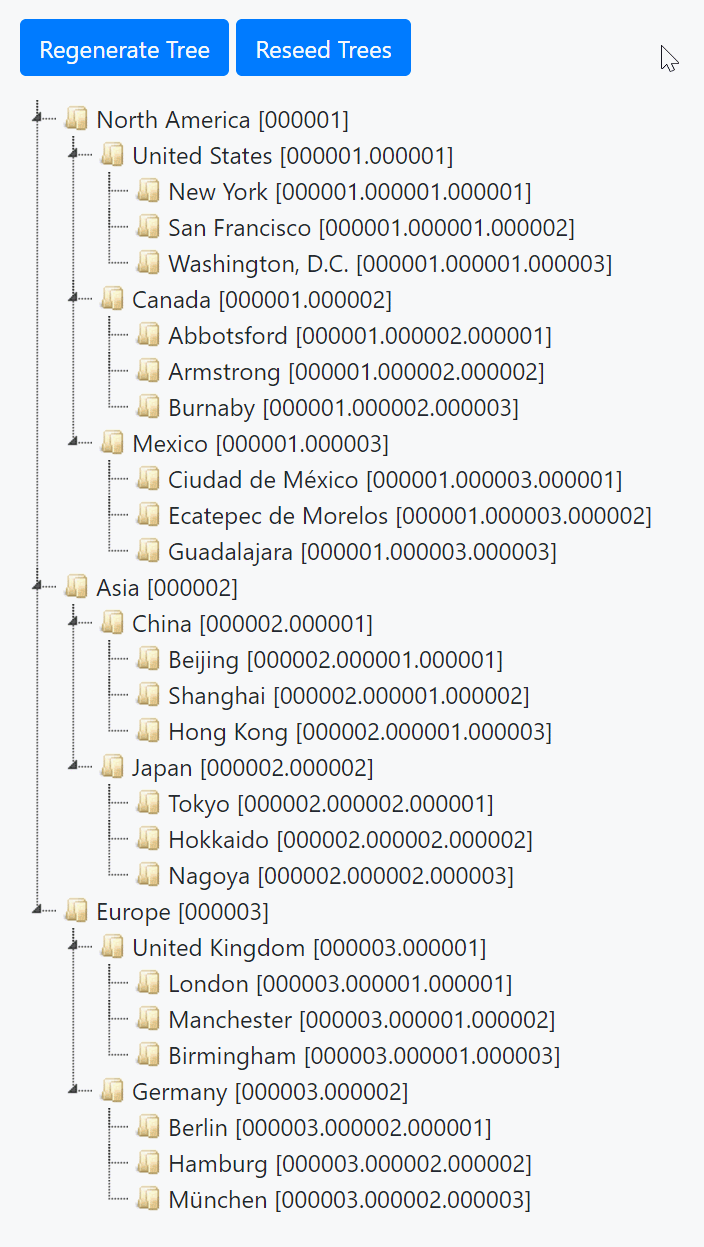 Regenerate Tree Reseed Trees
North America [000001]
United States [000001.000001]
New York [000001.000001.000001]
San Francisco [000001.000001.000002]
Washington, D.C. [000001.000001.000003]
Canada [000001.000002]
Abbotsford [000001.000002.000001]
Armstrong [000001.000002.000002]
Burnaby [000001.000002.000003]
Mexico [000001.000003]
Ciudad de México [000001.000003.000001]
Ecatepec de Morelos [000001.000003.000002]
Guadalajara [000001.000003.000003]
Asia [000002]
China [000002.000001]
Beijing [000002.000001.000001]
Shanghai [000002.000001.000002]
Hong Kong [000002.000001.000003]
Japan [000002.000002]
Tokyo [000002.000002.000001]
Hokkaido [000002.000002.000002]
Nagoya [000002.000002.000003]
Europe [000003]
United Kingdom [000003.000001]
London [000003.000001.000001]
Manchester [000003.000001.000002]
Birmingham [000003.000001.000003]
Germany [000003.000002]
Berlin [000003.000002.000001]
Hamburg [000003.000002.000002]
München [000003.000002.000003]